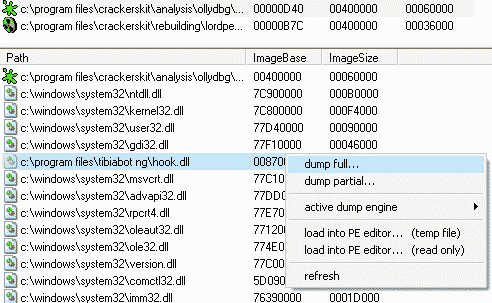 c:\program files\crackerskit\analysis\ollydbg\... 00000D40 00400000 00060000
c:\program files\crackerskit\rebuilding\lordpe... 00000B7C 00400000 00036000
Path ImageBase ImageSize
c:\program files\crackerskit\analysis\ollydbg\... 00400000 00060000
c:\windows\system32\ntdll.dll 7C900000 000B0000
c:\windows\system32\kernel32.dll 7C800000 000F4000
c:\windows\system32\user32.dll 77D40000 00090000
c:\windows\system32\gdi32.dll 77F10000 00046000
c:\program files\tibiabot ng\hook.dll 00870
dump full...
c:\windows\system32\msvcrt.dll 77C10
dump partial...
c:\windows\system32\advapi32.dll 77DD0
c:\windows\system32\rpcrt4.dll 77E70
active dump engine
c:\windows\system32\oleaut32.dll 77120
load into PE editor... (temp file)
c:\windows\system32\ole32.dll 774E0
load into PE editor... (read only)
c:\windows\system32\version.dll 77C00
refresh
c:\windows\system32\comctl32.dll 5D090
c:\windows\system32\imm32.dll 76390000 0001D000